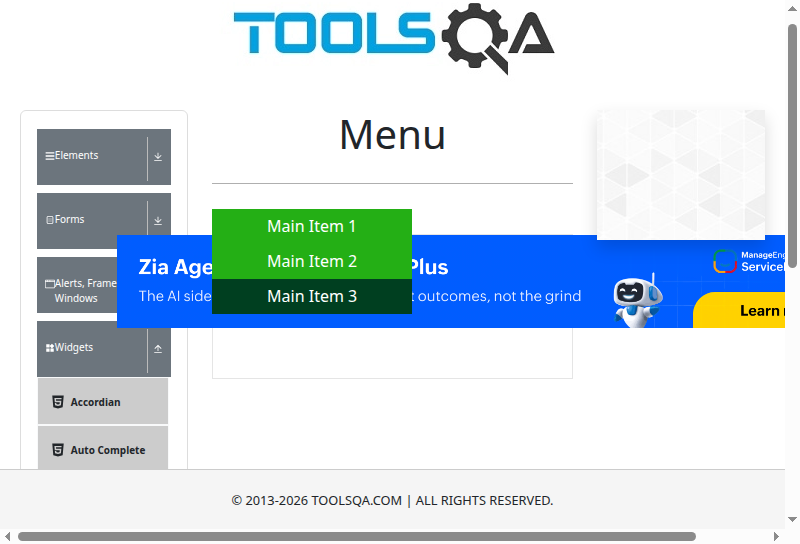 TOOLSQA
Menu
Elements
Forms
Alerts, Frame
Windows
Widgets
Accordian
Auto Complete
Main Item 1
Main Item 2
Main Item 3
Zia Age Plus
The AI side t outcomes, not the grind
ManageEng
Service
Learn
© 2013-2026 TOOLSQA.COM | ALL RIGHTS RESERVED.